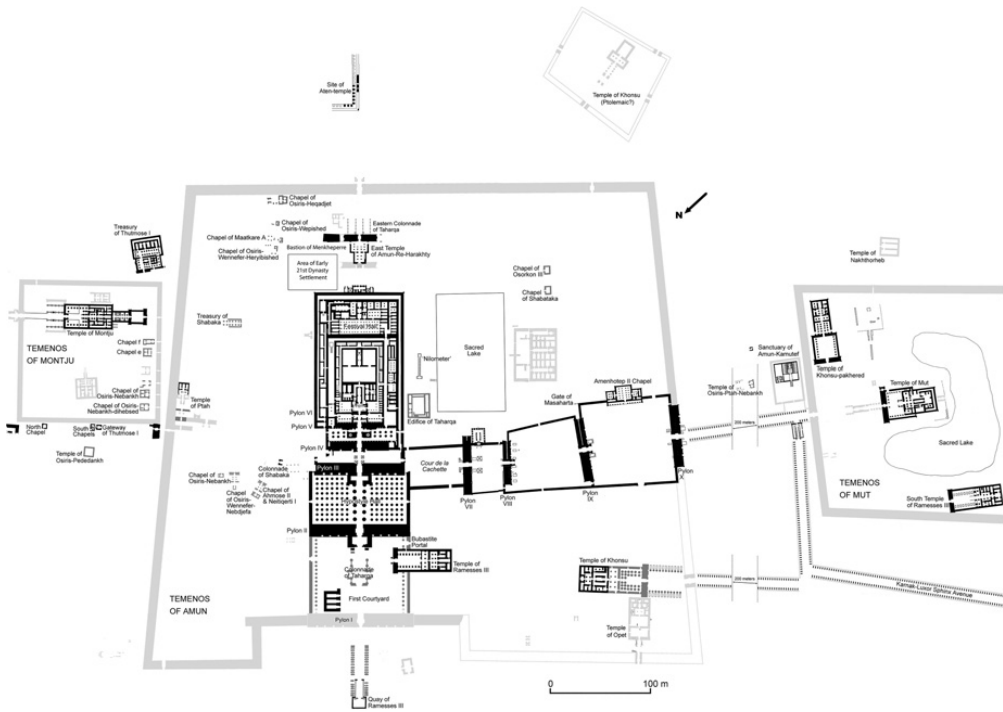 Site of
Aten-temple
Temple of Khonsu
(Ptolemaic?)
N
Chapel of
Osiris-Heqadjet
Chapel of
Osiris-Wepished
Eastern Colonnade
of Taharqa
Treasury
of Thutmose I
Chapel of Maatkare A
Chapel of Osiris-
Wennefer-Heryibished
Bastion of Menkheperre
East Temple
of Amun-Re-Harakhty
Area of Early
21st Dynasty
Settlement
Chapel of
Osorkon III
Chapel
of Shabataka
Temple of
Nakhthorheb
Temple of Montju
TEMENOS
OF MONTJU
Chapel f
Chapel e
Treasury of
Shabaka
Festival Hall
Sacred
Lake
'Nilometer'
Sanctuary of
Amun-Kamutef
Temple of
Khonsu-pakhered
Chapel of
Osiris-Nebankh
Chapel of Osiris-
Nebankh-dihebsed
Temple
of Ptah
Pylon VI
Pylon V
Edifice of Taharqa
Amenhotep II Chapel
Gate of
Masaharta
Temple of
Osiris-Ptah-Nebankh
Temple of Mut
North
Chapel
South
Chapels
Gateway
of Thutmose I
Temple of
Osiris-Pededankh
Pylon IV
Pylon III
Cour de la
Cachette
200 meters
Sacred Lake
Chapel of
Osiris-Nebankh
Chapel
of Osiris-
Wennefer-
Nebdjefa
Chapel of
Ahmose II
& Neitiqerti I
Colonnade
of Shabaka
Pylon
VII
Pylon
VIII
Pylon
IX
Pylon
X
TEMENOS
OF MUT
South Temple
of Ramesses III
Pylon II
Bubastite
Portal
Colonnade
of Taharqa
Temple of
Ramesses III
Temple of Khonsu
200 meters
Karnak-Luxor Sphinx Avenue
TEMENOS
OF AMUN
First Courtyard
Pylon I
Temple
of Opet
Quay of
Ramesses III
0
100 m